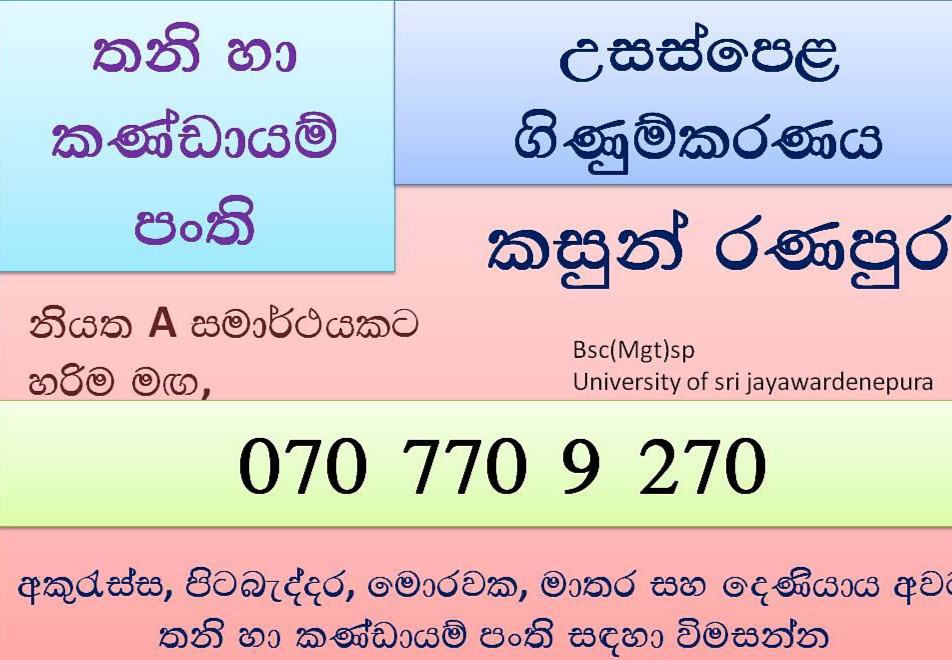 තනි හා
කණ්ඩායම්
පංති
උසස්පෙළ
ගිණුම්කරණය
කසුන් රණපුර
නියත A සමාර්ථයකට
හරිම මඟ,
Bsc(Mgt)sp
University of sri jayawardenepura
070 770 9 270
අකුරැස්ස, පිටබැද්දර, මොරවක, මාතර සහ දෙණියාය
තනි හා කණ්ඩායම් පංති සඳහා විමසන්න